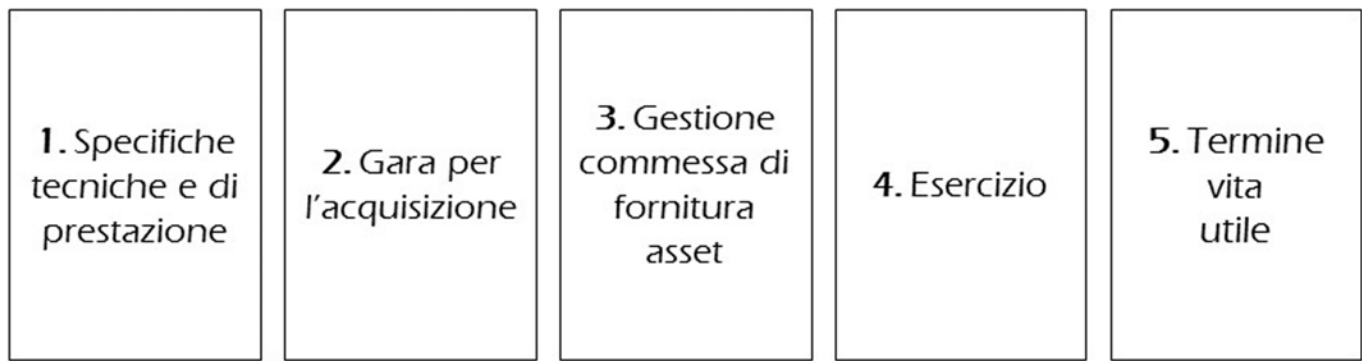 1. Specifiche
tecniche e di
prestazione
2. Gara per
l'acquisizione
3. Gestione
commessa di
fornitura
asset
4. Esercizio
5. Termine
vita
utile